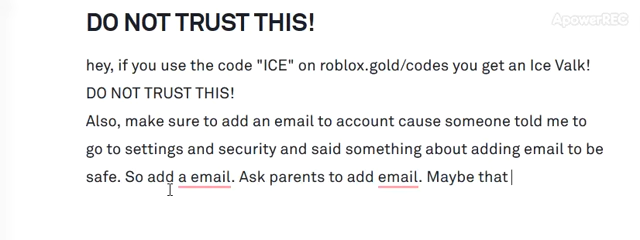 ApowerREC
DO NOT TRUST THIS!
hey, if you use the code "ICE" on roblox.gold/codes you get an Ice Valk!
DO NOT TRUST THIS!
Also, make sure to add an email to account cause someone told me to
go to settings and security and said something about adding email to be
safe. So add a email. Ask parents to add email. Maybe that